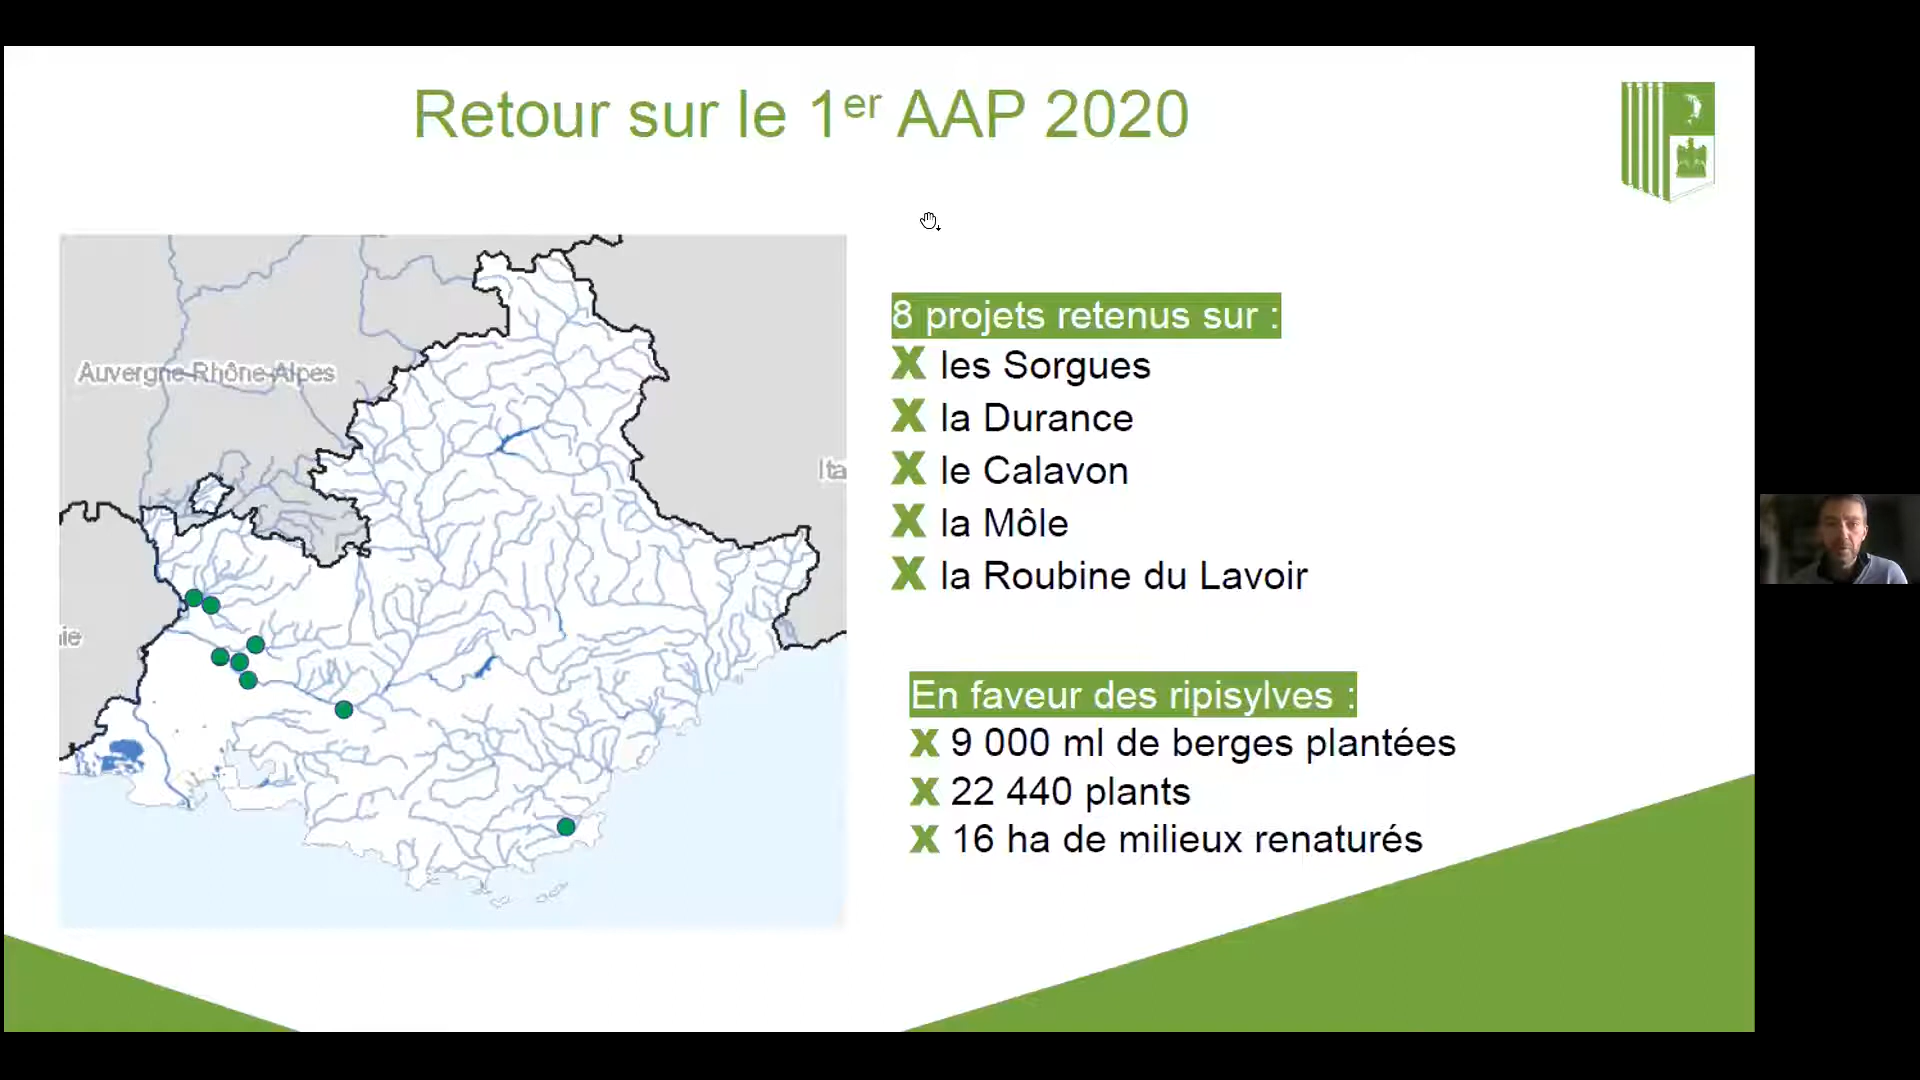 Retour sur le 1er AAP 2020
Auvergne-Rhône-Alpes
Ita
ie
8 projets retenus sur :
X les Sorgues
X la Durance
X le Calavon
X la Môle
X la Roubine du Lavoir
En faveur des ripisylves :
X 9 000 ml de berges plantées
X 22 440 plants
X 16 ha de milieux renaturés